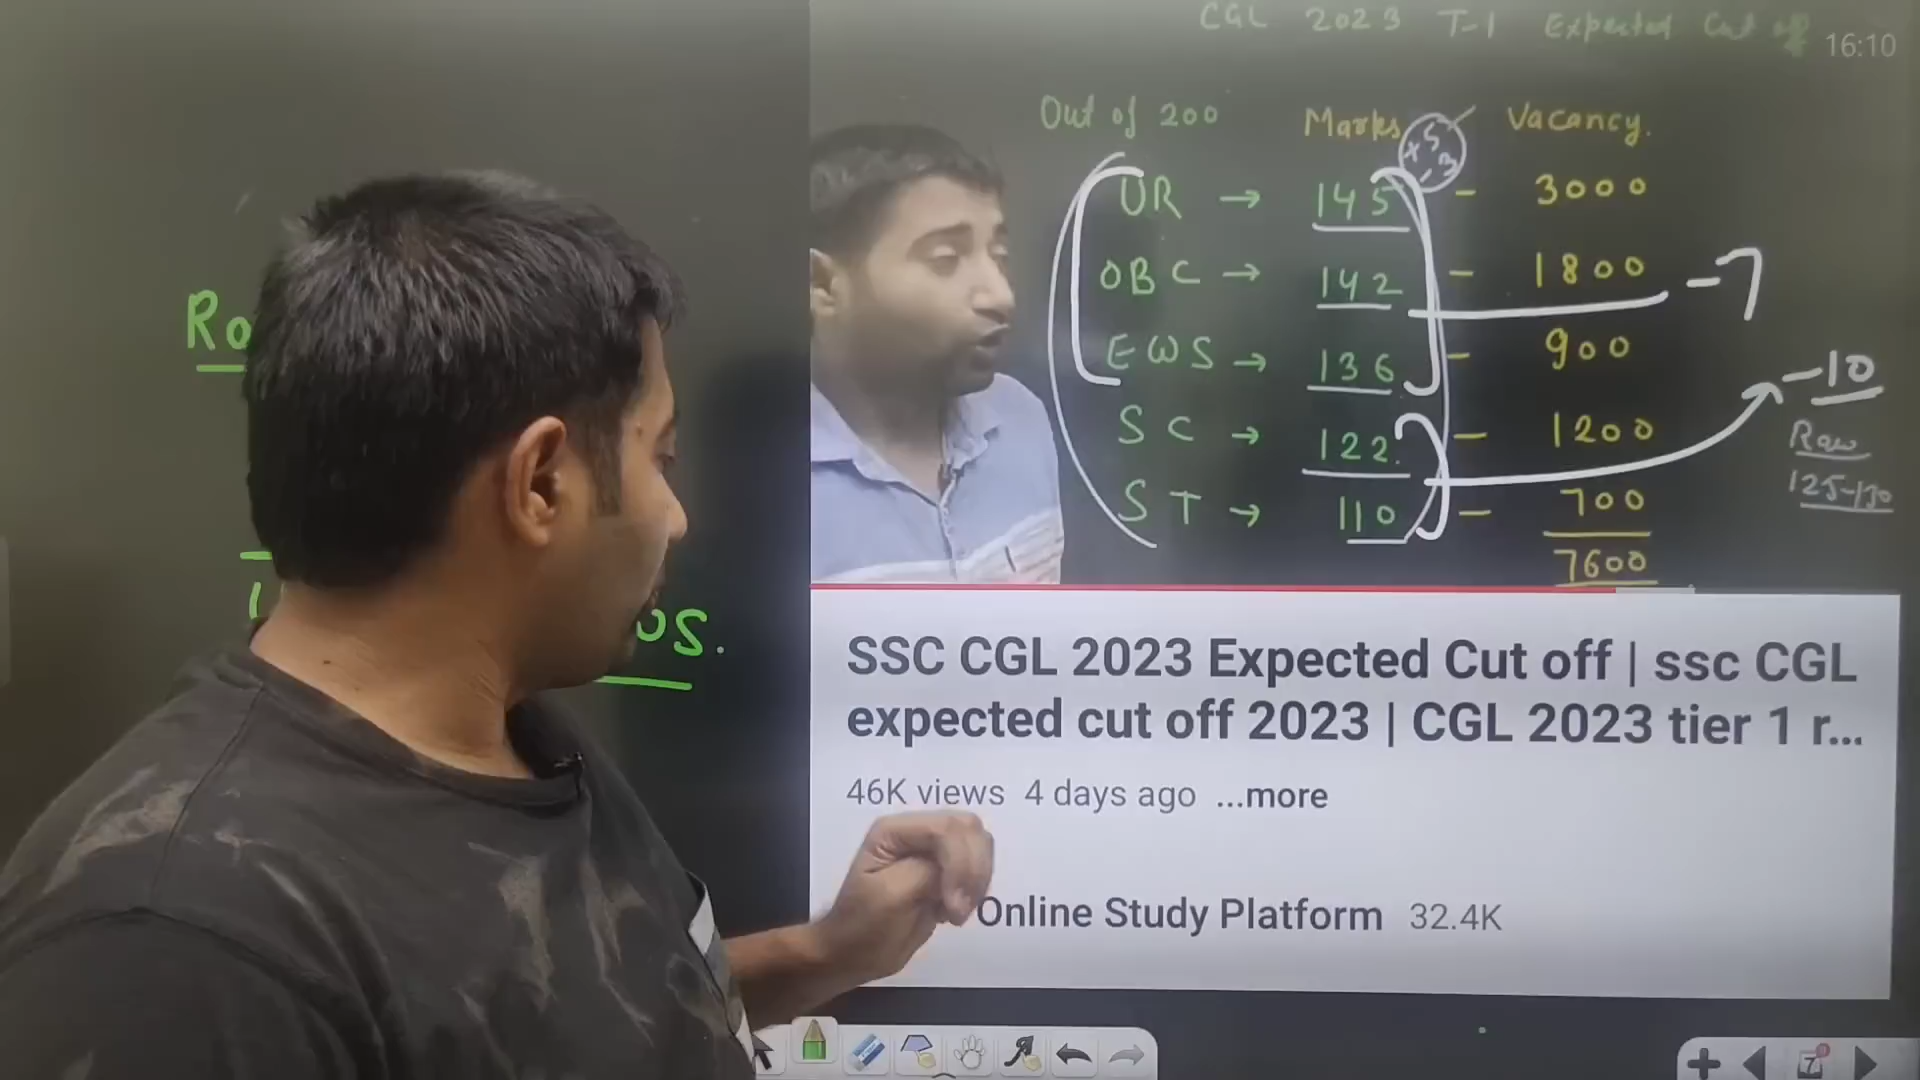 CGL 2023 T-1 Expected Cut off
16:10
Out of 200 Marks Vacancy.
+5
-3
UR → 145 - 3000
OBC → 142 - 1800 -7
EWS → 136 - 900
-10
SC → 122. - 1200
Raw
125-130
ST → 110 - 700
7600
SSC CGL 2023 Expected Cut off | ssc CGL
expected cut off 2023 | CGL 2023 tier 1 r...
46K views 4 days ago ...more
Online Study Platform 32.4K
7